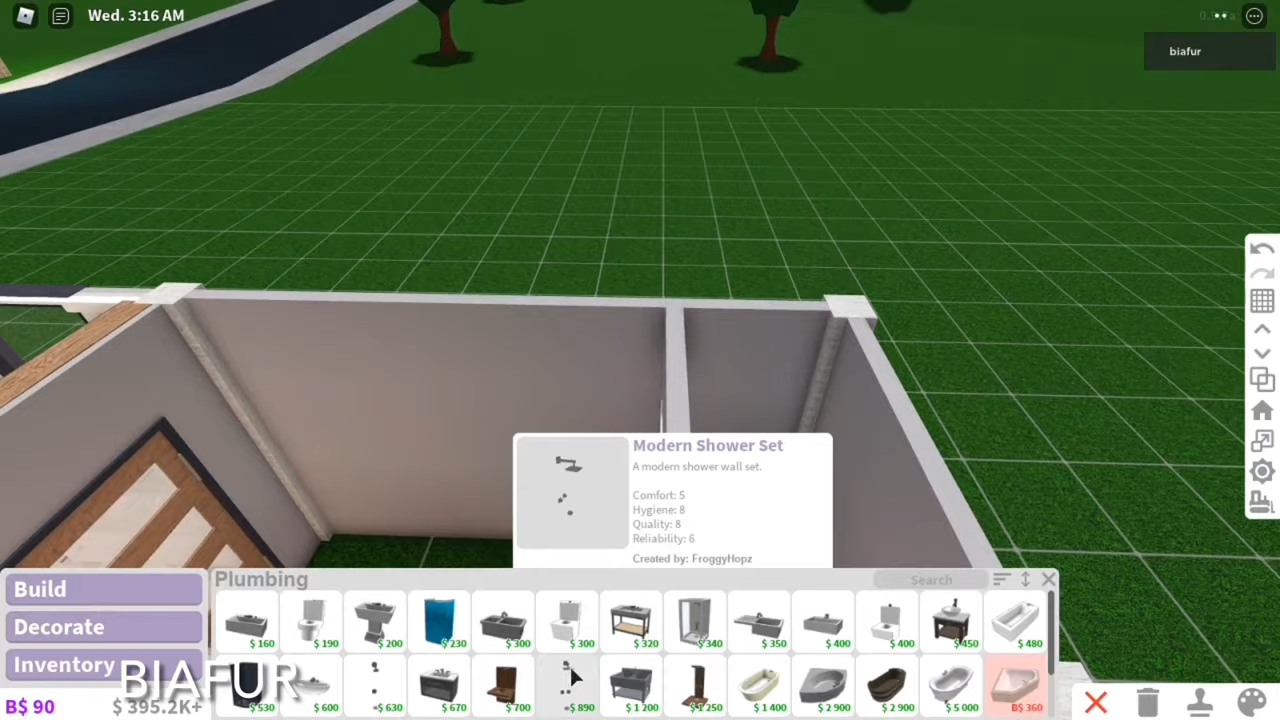 Wed. 3:16 AM
biafur
Modern Shower Set
A modern shower wall set.
Comfort: 5
Hygiene: 8
Quality: 8
Reliability: 6
Created by: FroggyHopz
Build
Decorate
Inventory
Plumbing
Search
$ 160
$ 190
$ 200
$ 230
$ 300
$ 300
$ 320
$ 340
$ 350
$ 400
$ 400
$ 450
$ 480
$ 530
$ 600
$ 630
$ 670
$ 700
$ 890
$ 1 200
$ 1 250
$ 1 400
$ 2 900
$ 2 900
$ 5 000
B$ 360
BIAFUR
B$ 90
$ 395.2K+